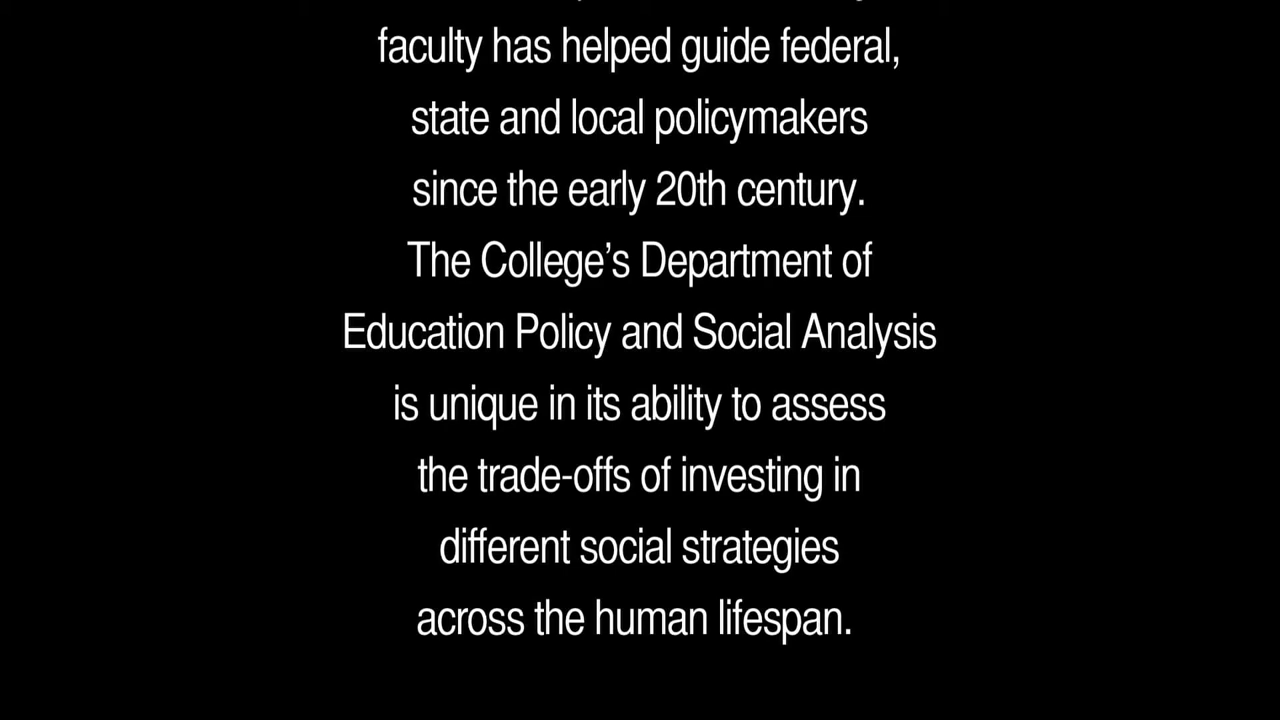 faculty has helped guide federal,
state and local policymakers
since the early 20th century.
The College’s Department of
Education Policy and Social Analysis
is unique in its ability to assess
the trade-offs of investing in
different social strategies
across the human lifespan.